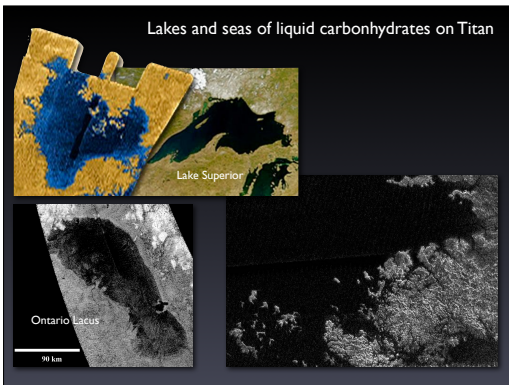 Lakes and seas of liquid carbonhydrates on Titan
Lake Superior
Ontario Lacus
90 km